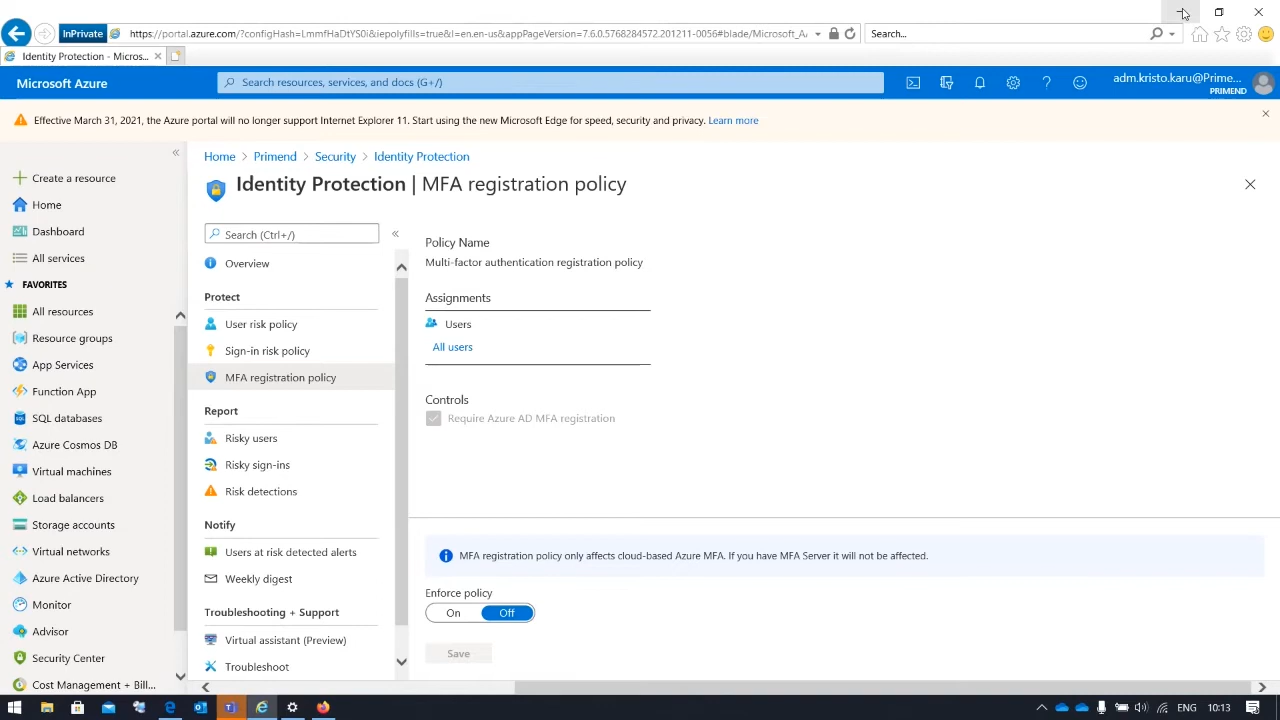 InPrivate
https://portal.azure.com/?configHash=LmmfHaDtYS0i&iepolyfills=true&l=en.en-us&appPageVersion=7.6.0.5768284572.201211-0056#blade/Microsoft_A
Search...
Identity Protection - Micros...
Microsoft Azure
Search resources, services, and docs (G+/)
adm.kristo.karu@Prime...
PRIMEND
Effective March 31, 2021, the Azure portal will no longer support Internet Explorer 11. Start using the new Microsoft Edge for speed, security and privacy. Learn more
Create a resource
Home
Dashboard
All services
FAVORITES
All resources
Resource groups
App Services
Function App
SQL databases
Azure Cosmos DB
Virtual machines
Load balancers
Storage accounts
Virtual networks
Azure Active Directory
Monitor
Advisor
Security Center
Cost Management + Bill...
Home > Primend > Security > Identity Protection
Identity Protection | MFA registration policy
Search (Ctrl+/)
Overview
Protect
User risk policy
Sign-in risk policy
MFA registration policy
Report
Risky users
Risky sign-ins
Risk detections
Notify
Users at risk detected alerts
Weekly digest
Troubleshooting + Support
Virtual assistant (Preview)
Troubleshoot
Policy Name
Multi-factor authentication registration policy
Assignments
Users
All users
Controls
Require Azure AD MFA registration
MFA registration policy only affects cloud-based Azure MFA. If you have MFA Server it will not be affected.
Enforce policy
On
Off
Save
ENG
10:13